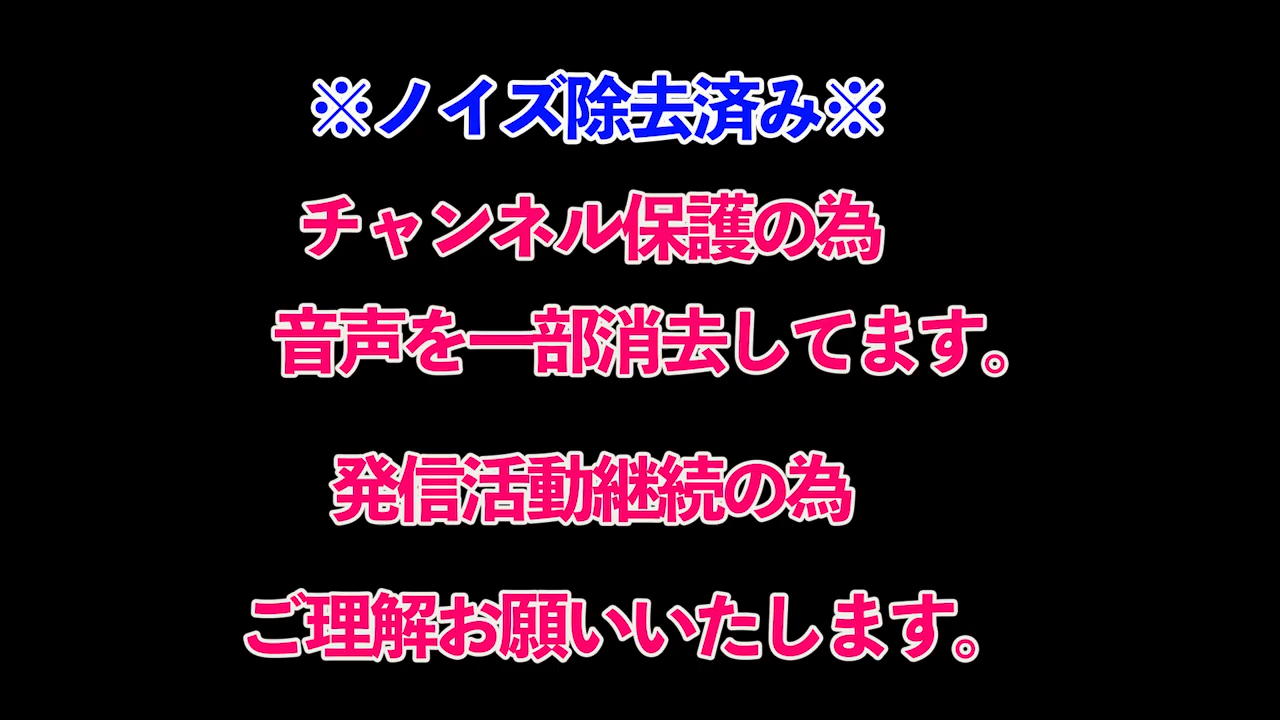 ※ノイズ除去済み※
チャンネル保護の為
音声を一部消去してます。
発信活動継続の為
ご理解お願いいたします。